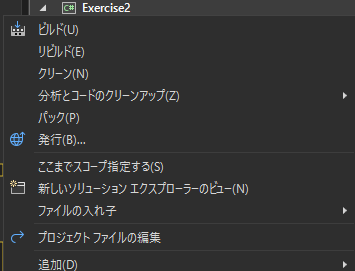 C# Exercise2
ビルド(U)
リビルド(E)
クリーン(N)
分析とコードのクリーンアップ(Z)
パック(P)
発行(B)...
ここまでスコープ指定する(S)
新しいソリューション エクスプローラーのビュー(N)
ファイルの入れ子
プロジェクト ファイルの編集
追加(D)